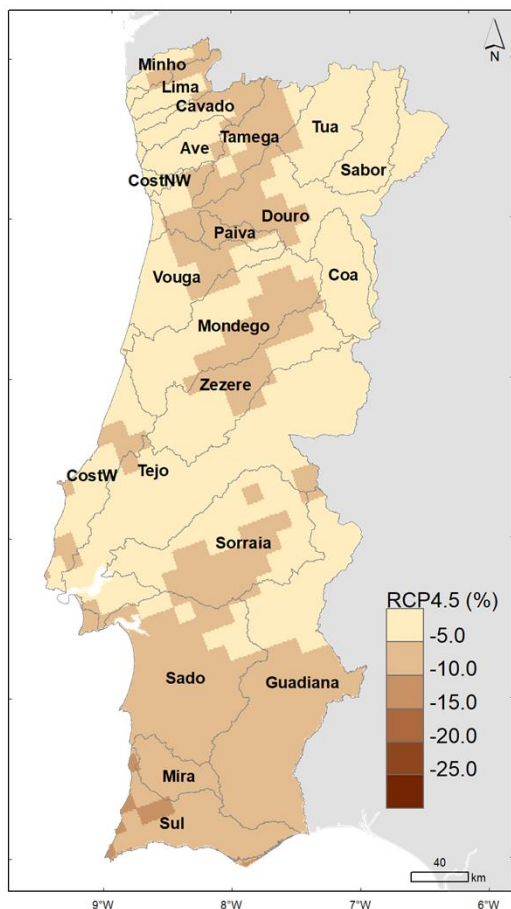 N
Minho
Lima
Cavado
Tamega
Tua
Ave
Sabor
CostNW
Douro
Paiva
Vouga
Coa
Mondego
Zezere
CostW
Tejo
Sorraia
RCP4.5 (%)
-5.0
-10.0
-15.0
-20.0
-25.0
Sado
Guadiana
Mira
Sul
40
km
9°W
8°W
7°W
6°W